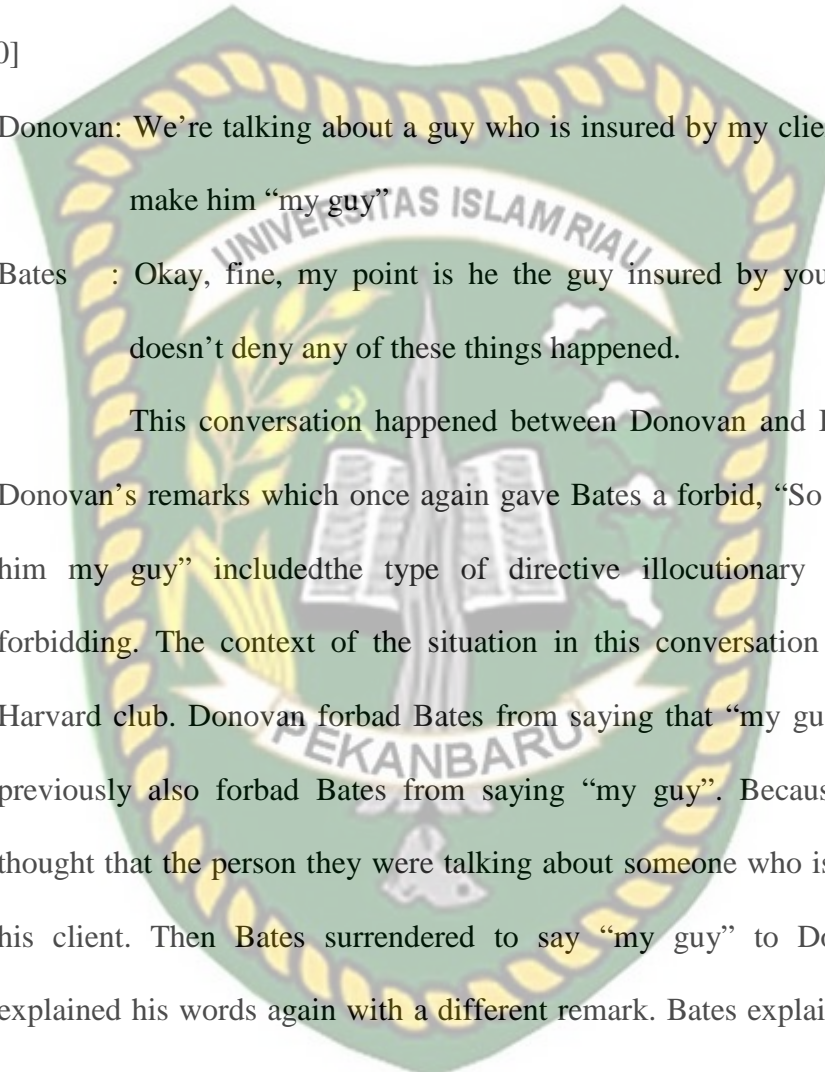 0]
Donovan: We’re talking about a guy who is insured by my clie
make him “my guy”
UNIVERSITAS ISLAM RIAU
Bates : Okay, fine, my point is he the guy insured by you
doesn’t deny any of these things happened.
This conversation happened between Donovan and
Donovan’s remarks which once again gave Bates a forbid, “So
him my guy” includedthe type of directive illocutionary
forbidding. The context of the situation in this conversation
Harvard club. Donovan forbad Bates from saying that “my gu
PEKANBARU
previously also forbad Bates from saying “my guy”. Becaus
thought that the person they were talking about someone who is
his client. Then Bates surrendered to say “my guy” to Do
explained his words again with a different remark. Bates explai